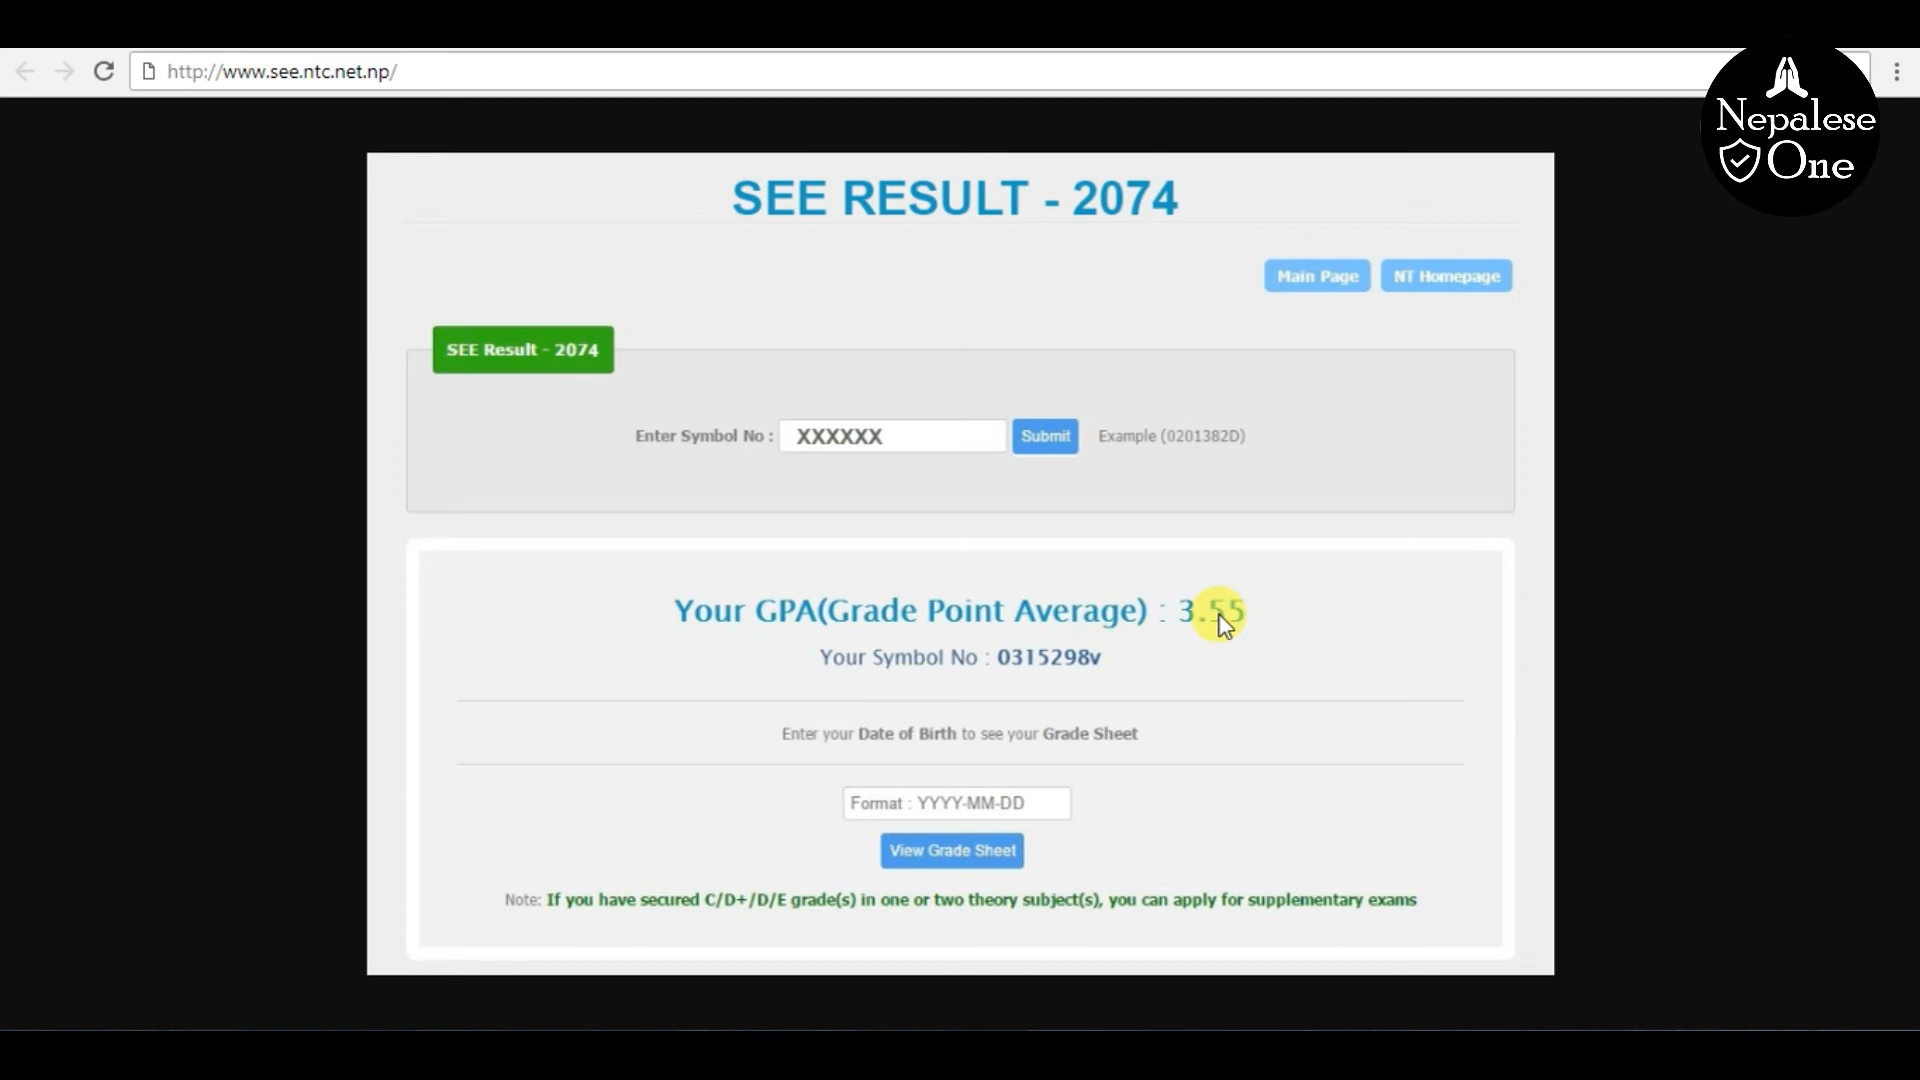 http://www.see.ntc.net.np/
Nepalese
One
SEE RESULT - 2074
Main Page NT Homepage
SEE Result - 2074
Enter Symbol No : XXXXXX Submit Example (0201382D)
Your GPA(Grade Point Average) : 3.55
Your Symbol No : 0315298v
Enter your Date of Birth to see your Grade Sheet
Format : YYYY-MM-DD
View Grade Sheet
Note: If you have secured C/D+/D/E grade(s) in one or two theory subject(s), you can apply for supplementary exams